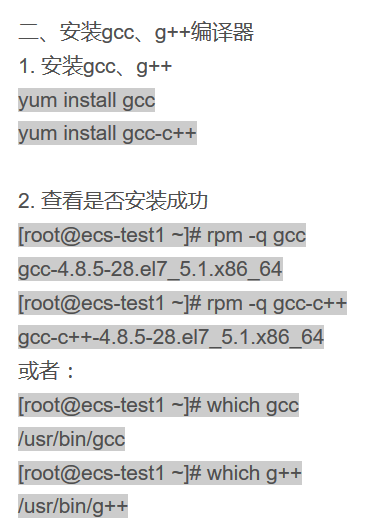 二、安装gcc、g++编译器
1. 安装gcc、g++
yum install gcc
yum install gcc-c++
2. 查看是否安装成功
[root@ecs-test1 ~]# rpm -q gcc
gcc-4.8.5-28.el7_5.1.x86_64
[root@ecs-test1 ~]# rpm -q gcc-c++
gcc-c++-4.8.5-28.el7_5.1.x86_64
或者：
[root@ecs-test1 ~]# which gcc
/usr/bin/gcc
[root@ecs-test1 ~]# which g++
/usr/bin/g++